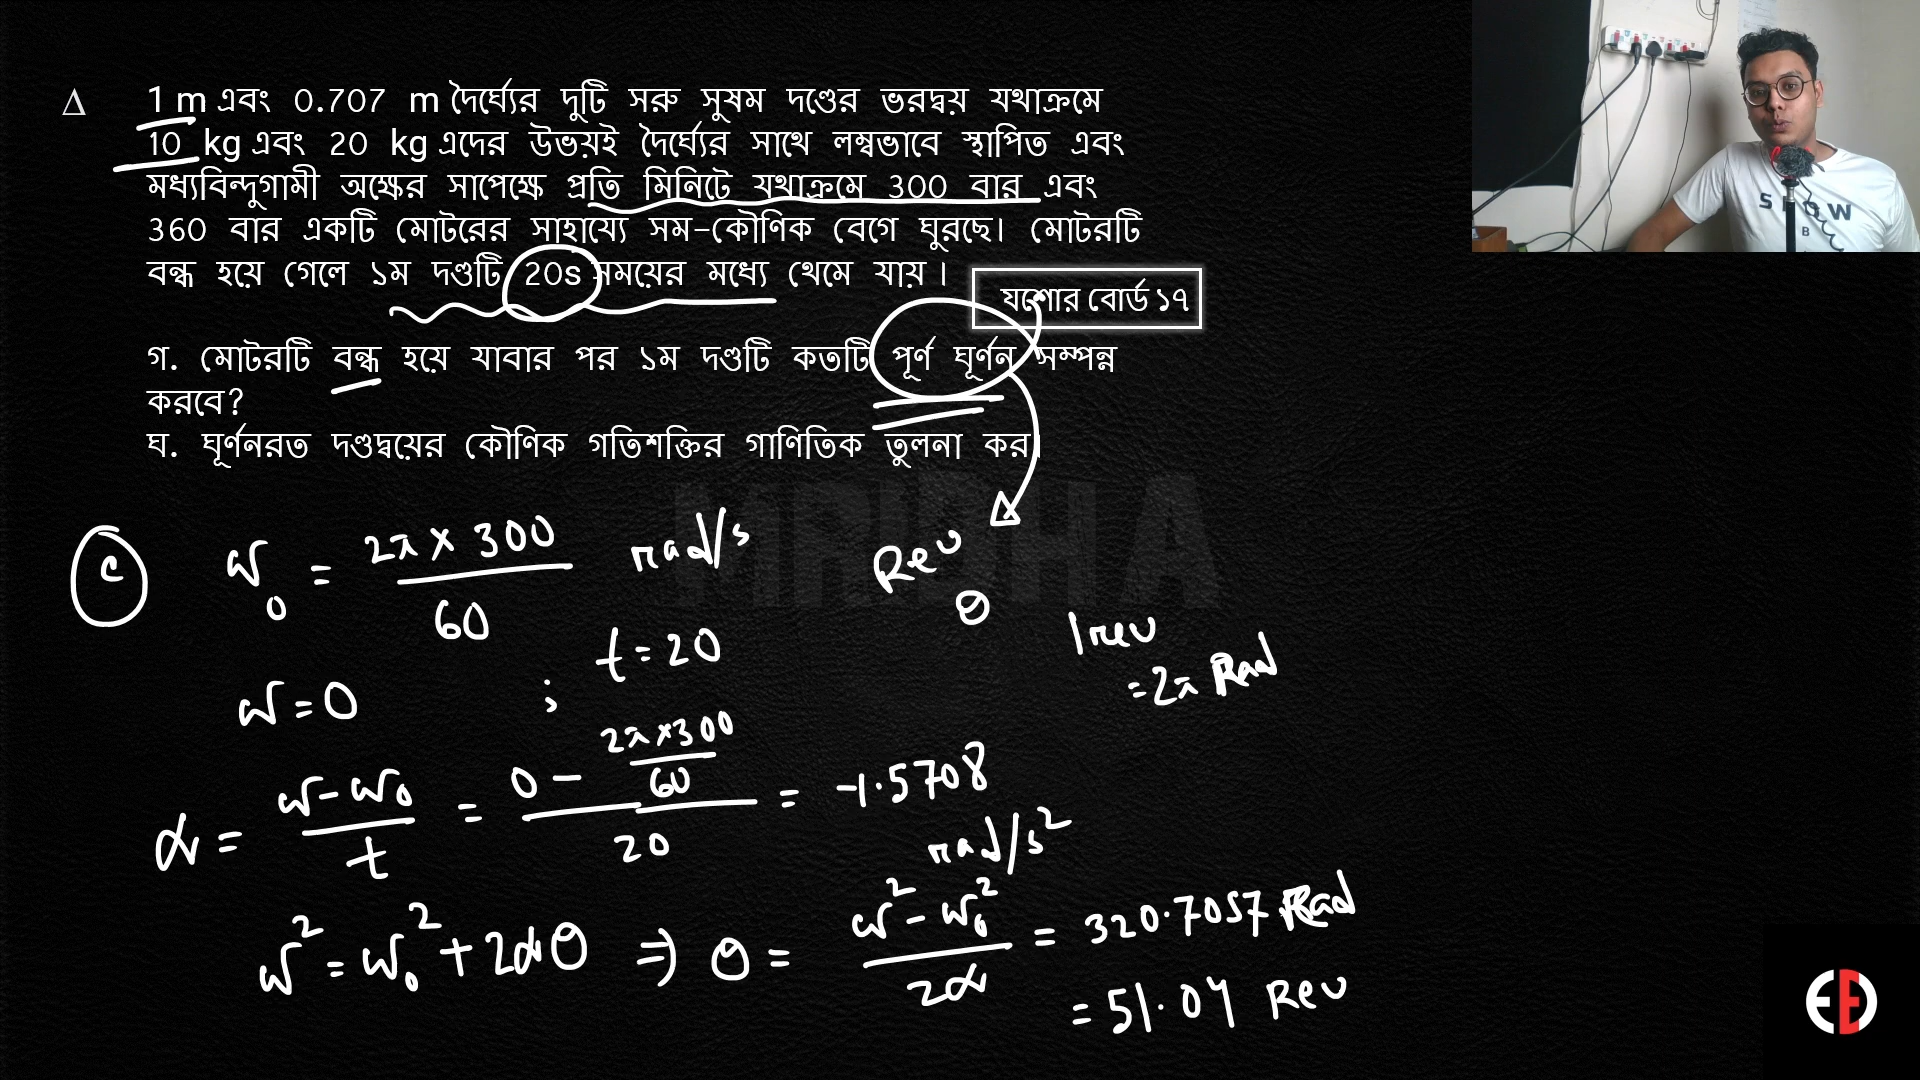 Δ 1 m এবং 0.707 m দৈর্ঘ্যের দুটি সরু সুষম দণ্ডের ভরদ্বয় যথাক্রমে
10 kg এবং 20 kg এদের উভয়ই দৈর্ঘ্যের সাথে লম্বভাবে স্থাপিত এবং
মধ্যবিন্দুগামী অক্ষের সাপেক্ষে প্রতি মিনিটে যথাক্রমে 300 বার এবং
360 বার একটি মোটরের সাহায্যে সম-কৌণিক বেগে ঘুরছে। মোটরটি
বন্ধ হয়ে গেলে ১ম দণ্ডটি 20s সময়ের মধ্যে থেমে যায়।
যশোর বোর্ড ১৭
গ. মোটরটি বন্ধ হয়ে যাবার পর ১ম দণ্ডটি কতটি পূর্ণ ঘূর্ণন সম্পন্ন
করবে?
ঘ. ঘূর্ণনরত দণ্ডদ্বয়ের কৌণিক গতিশক্তির গাণিতিক তুলনা কর।
MRIDHA
C ω₀ = 2π × 300 / 60 rad/s
Rev
θ
1 rev
= 2π Rad
ω = 0 ; t = 20
α = ω - ω₀ / t = 0 - 2π×300/60 / 20 = -1.5708
rad/s²
ω² = ω₀² + 2αθ ⇒ θ = ω² - ω₀² / 2α = 320.7057 Rad
= 51.04 Rev
SLOW
B